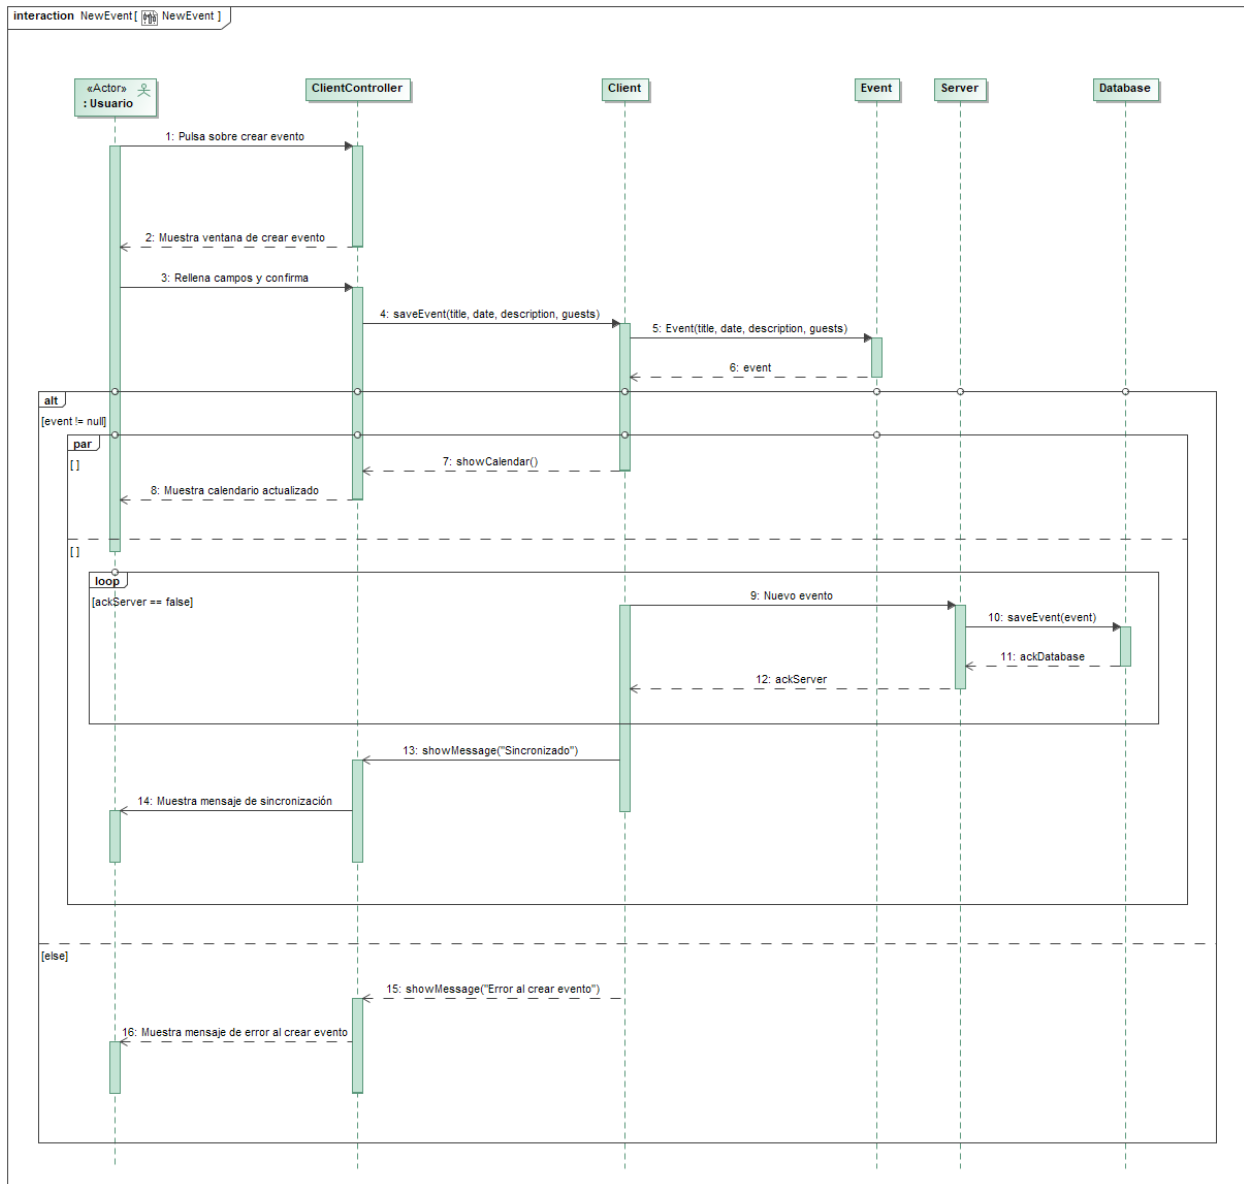 interaction NewEvent [ NewEvent ]
«Actor»
: Usuario
ClientController
Client
Event
Server
Database
1: Pulsa sobre crear evento
2: Muestra ventana de crear evento
3: Rellena campos y confirma
4: saveEvent(title, date, description, guests)
5: Event(title, date, description, guests)
6: event
alt
[event != null]
par
[ ]
7: showCalendar()
8: Muestra calendario actualizado
[ ]
loop
[ackServer == false]
9: Nuevo evento
10: saveEvent(event)
11: ackDatabase
12: ackServer
13: showMessage("Sincronizado")
14: Muestra mensaje de sincronización
[else]
15: showMessage("Error al crear evento")
16: Muestra mensaje de error al crear evento